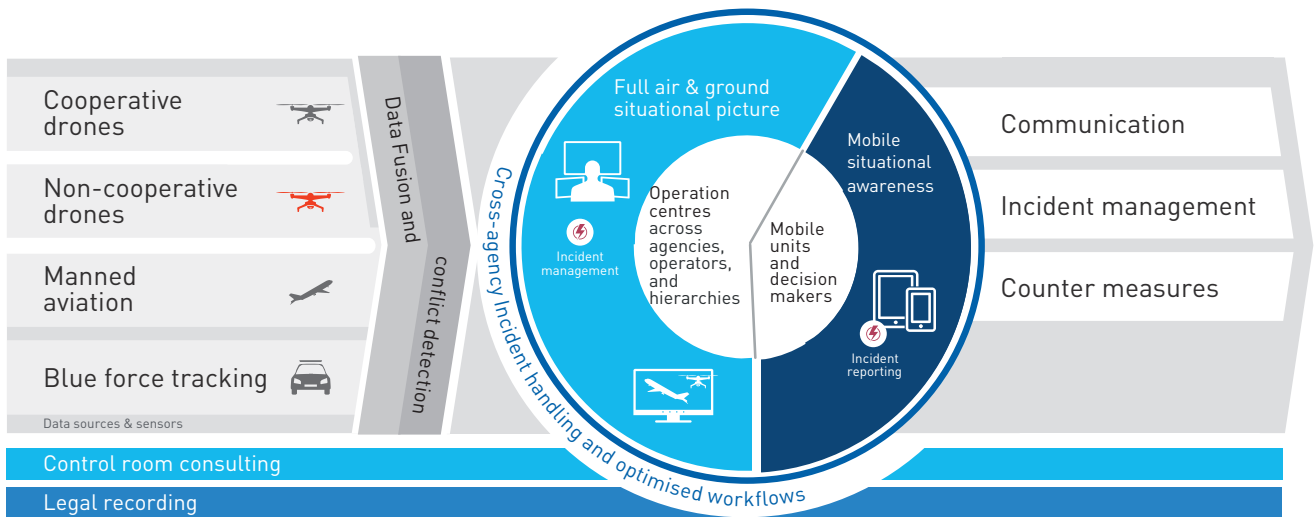 Cooperative
drones
Non-cooperative
drones
Manned
aviation
Blue force tracking
Data sources & sensors
Data Fusion and
conflict detection
Cross-agency Incident handling and optimised workflows
Full air & ground
situational picture
Incident
management
Operation
centres
across
agencies,
operators,
and
hierarchies
Mobile
units
and
decision
makers
Mobile
situational
awareness
Incident
reporting
Communication
Incident management
Counter measures
Control room consulting
Legal recording